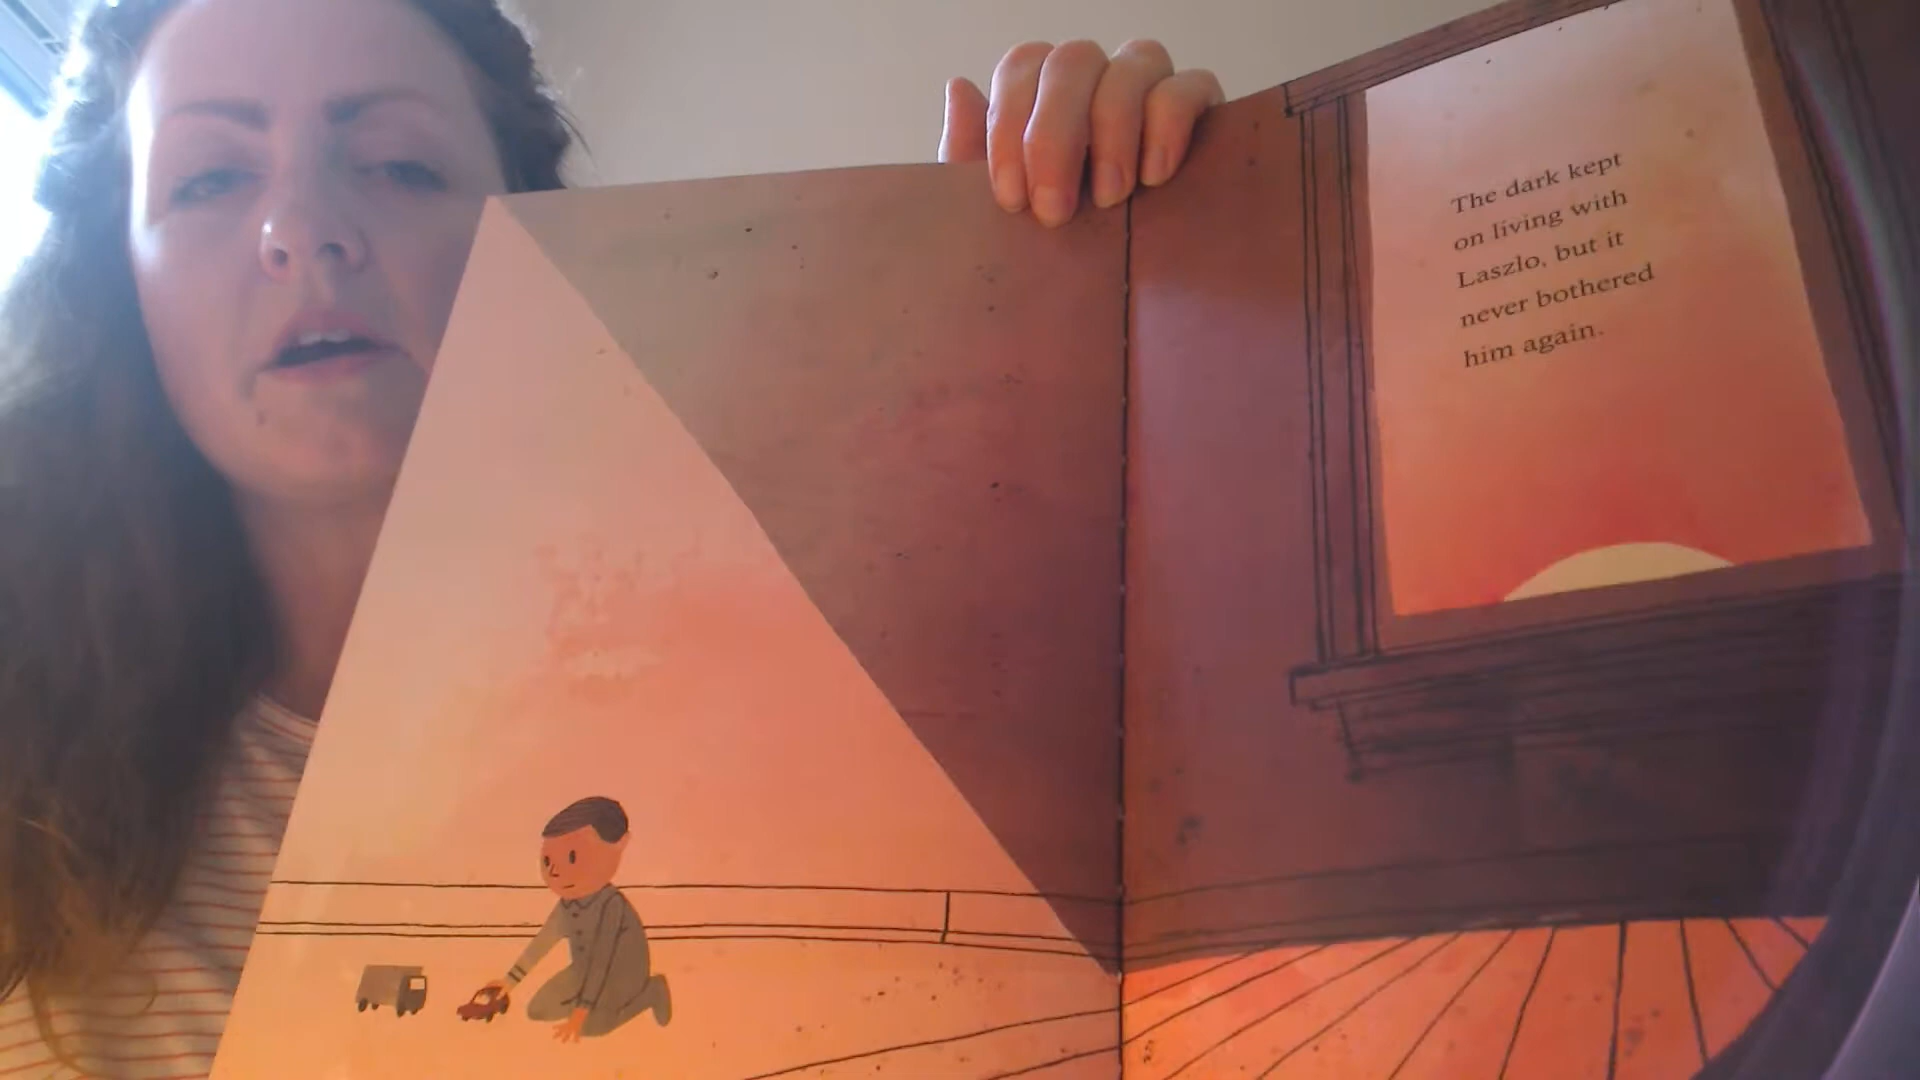 The dark kept
on living with
Laszlo, but it
never bothered
him again.